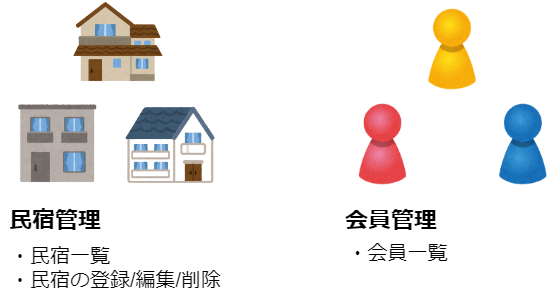 民宿管理
・民宿一覧
・民宿の登録/編集/削除
会員管理
・会員一覧